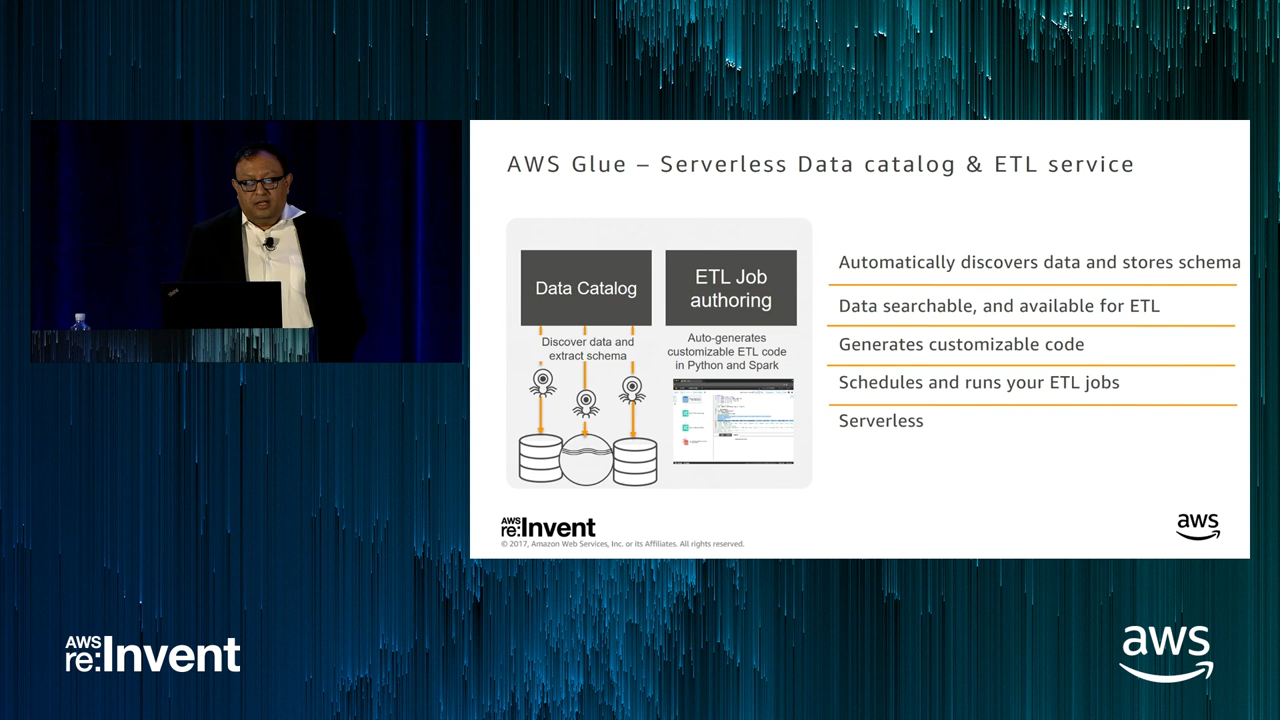 AWS Glue – Serverless Data catalog & ETL service
Data Catalog
Discover data and
extract schema
ETL Job
authoring
Auto-generates
customizable ETL code
in Python and Spark
Automatically discovers data and stores schema
Data searchable, and available for ETL
Generates customizable code
Schedules and runs your ETL jobs
Serverless
AWS
re:Invent
© 2017, Amazon Web Services, Inc. or its Affiliates. All rights reserved.
aws
AWS
re:Invent
aws